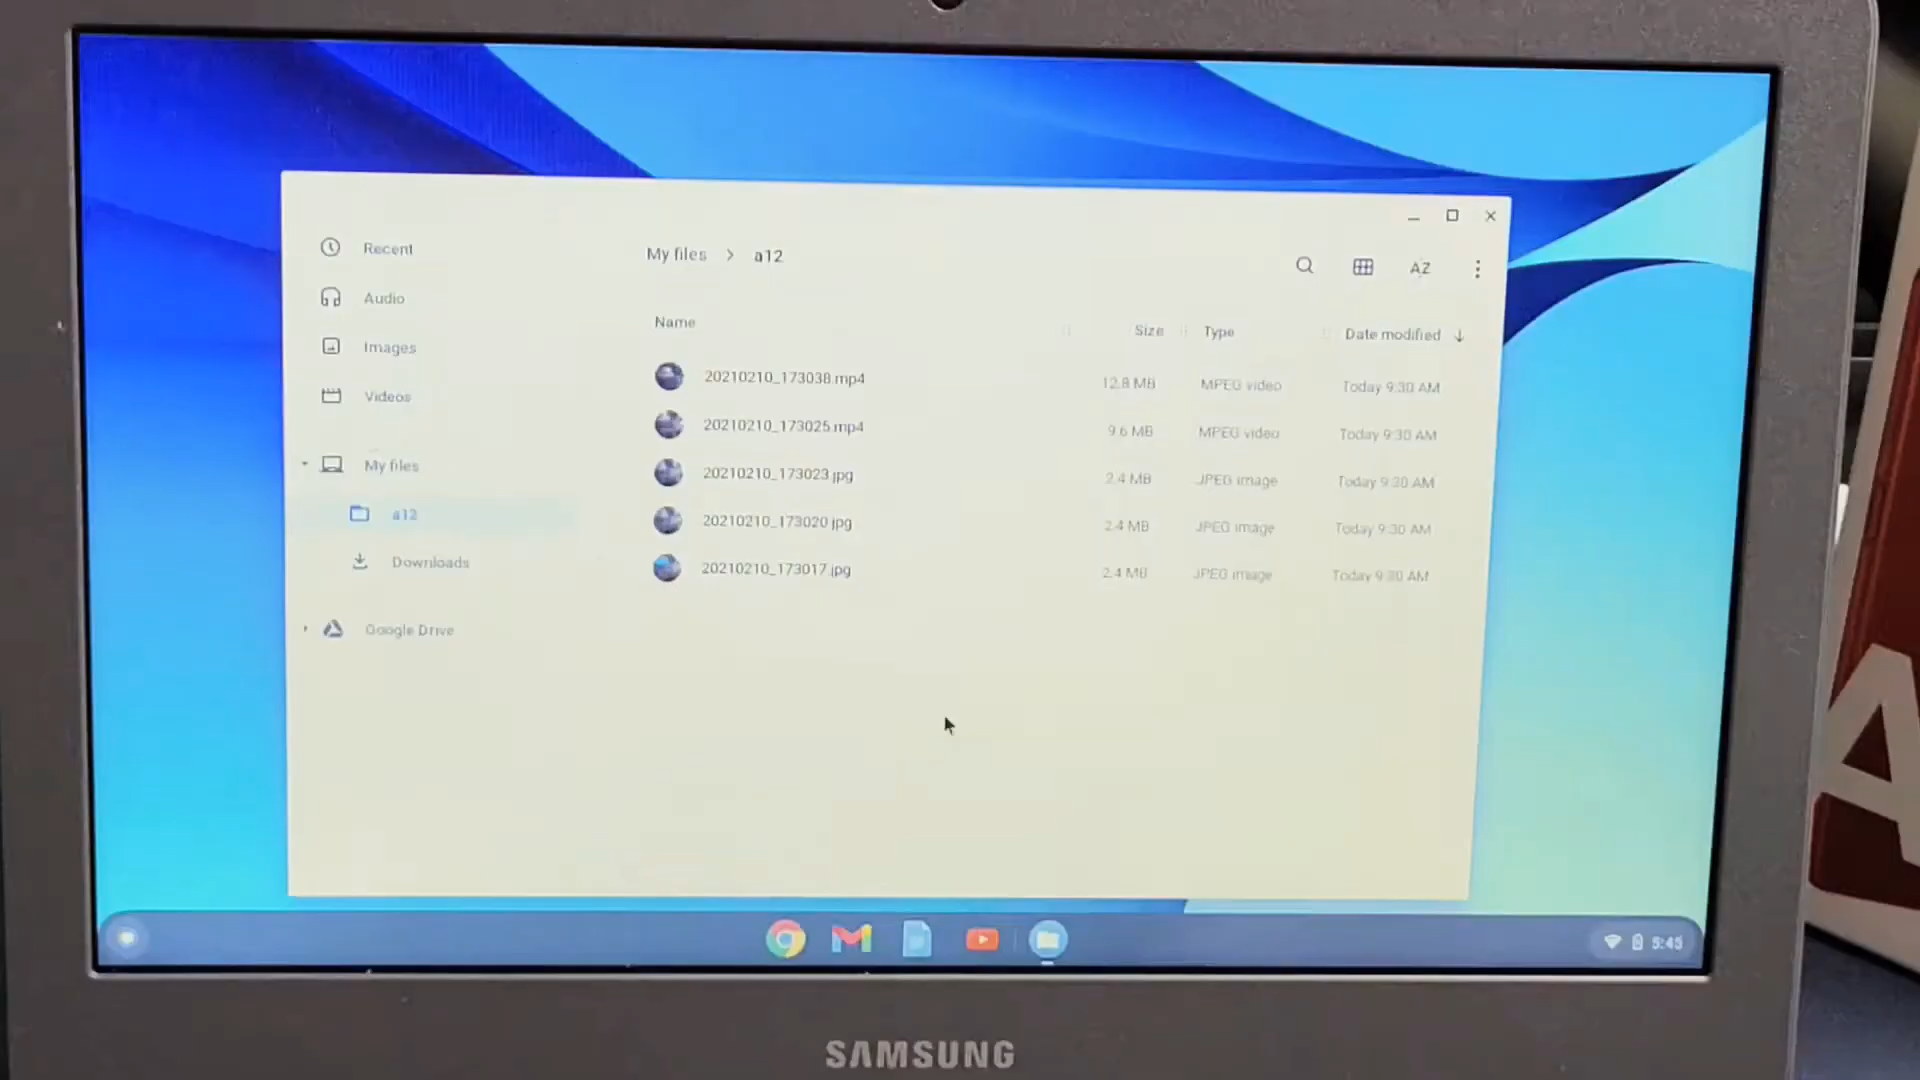 Recent
Audio
Images
Videos
My files
a12
Downloads
Google Drive
My files > a12
AZ
Name Size Type Date modified
20210210_173038.mp4 12.8 MB MPEG video Today 9:30 AM
20210210_173025.mp4 9.6 MB MPEG video Today 9:30 AM
20210210_173023.jpg 2.4 MB JPEG image Today 9:30 AM
20210210_173020.jpg 2.4 MB JPEG image Today 9:30 AM
20210210_173017.jpg 2.4 MB JPEG image Today 9:30 AM
5:45
SAMSUNG
A